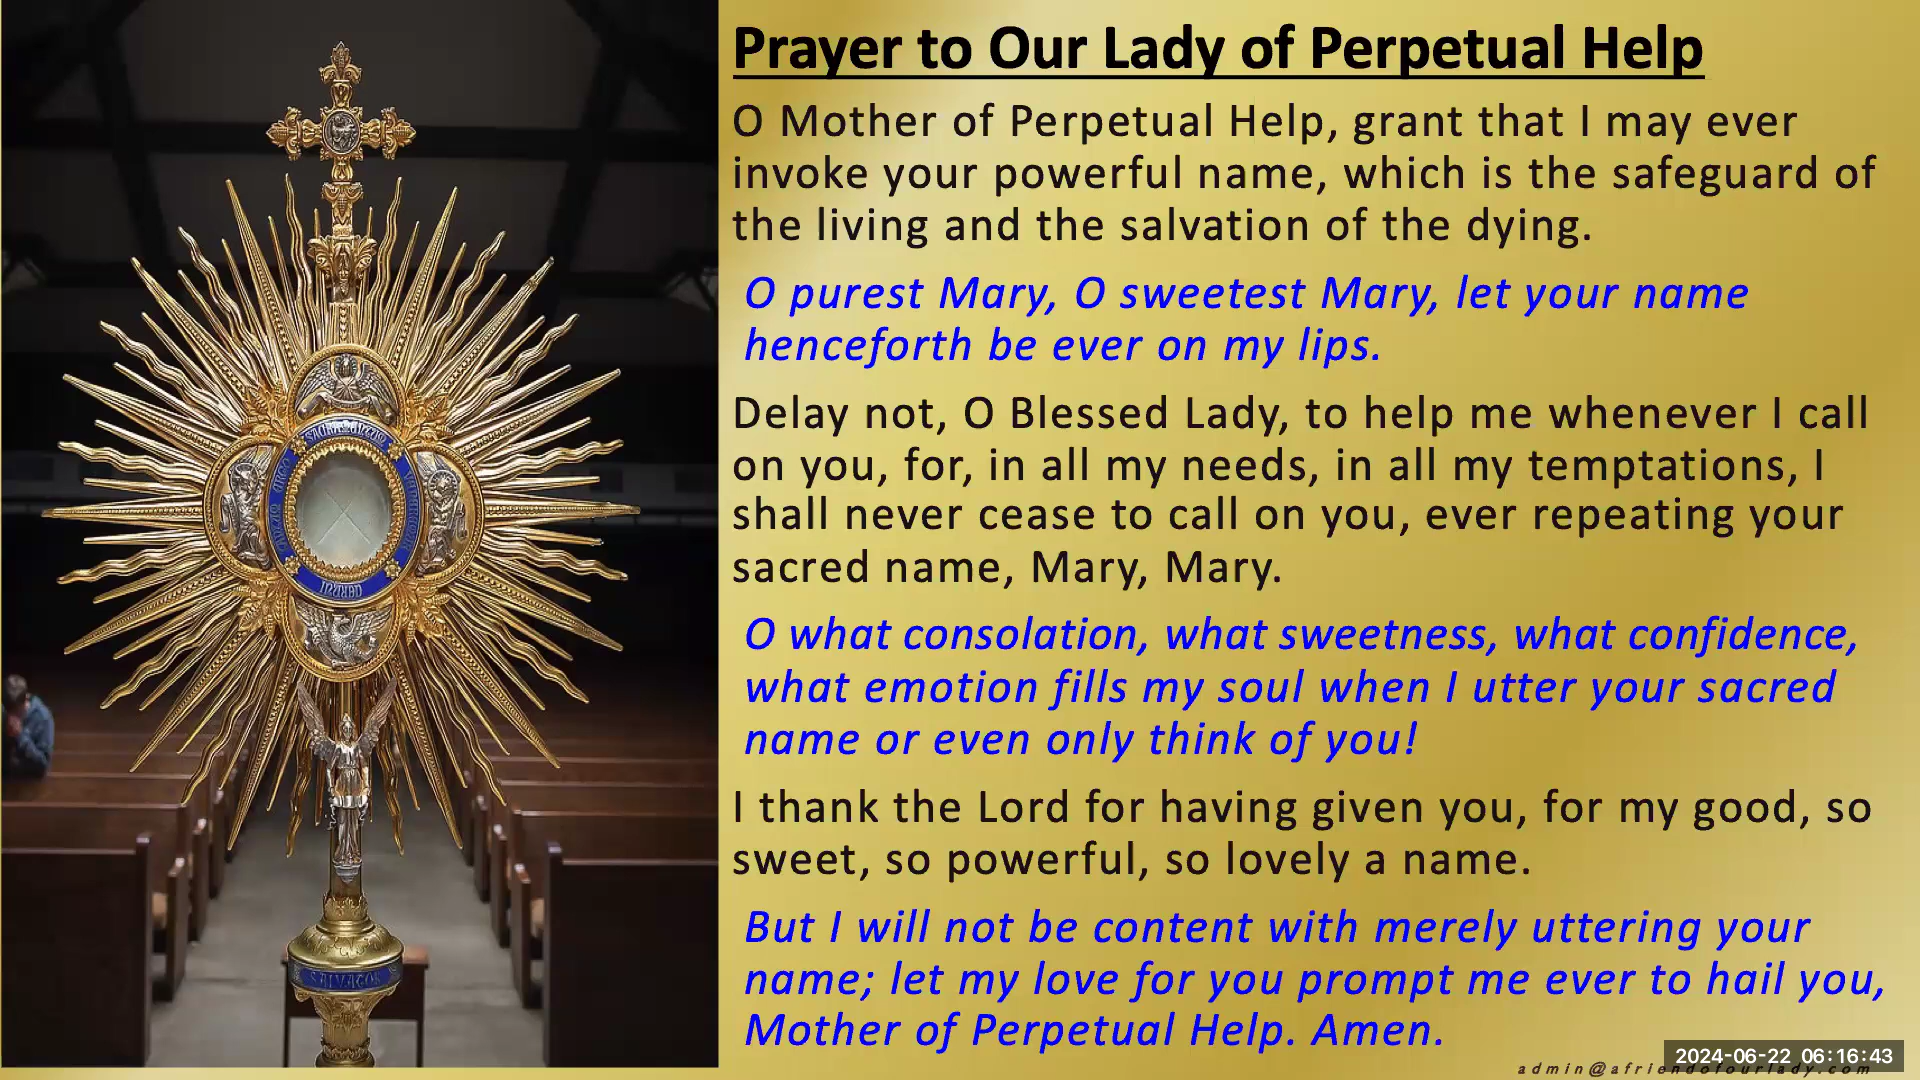 Prayer to Our Lady of Perpetual Help
O Mother of Perpetual Help, grant that I may ever
invoke your powerful name, which is the safeguard of
the living and the salvation of the dying.
O purest Mary, O sweetest Mary, let your name
henceforth be ever on my lips.
Delay not, O Blessed Lady, to help me whenever I call
on you, for, in all my needs, in all my temptations, I
shall never cease to call on you, ever repeating your
sacred name, Mary, Mary.
O what consolation, what sweetness, what confidence,
what emotion fills my soul when I utter your sacred
name or even only think of you!
I thank the Lord for having given you, for my good, so
sweet, so powerful, so lovely a name.
But I will not be content with merely uttering your
name; let my love for you prompt me ever to hail you,
Mother of Perpetual Help. Amen.
2024-06-22 06:16:43
admin@afriendofourlady.com
SALVATOR